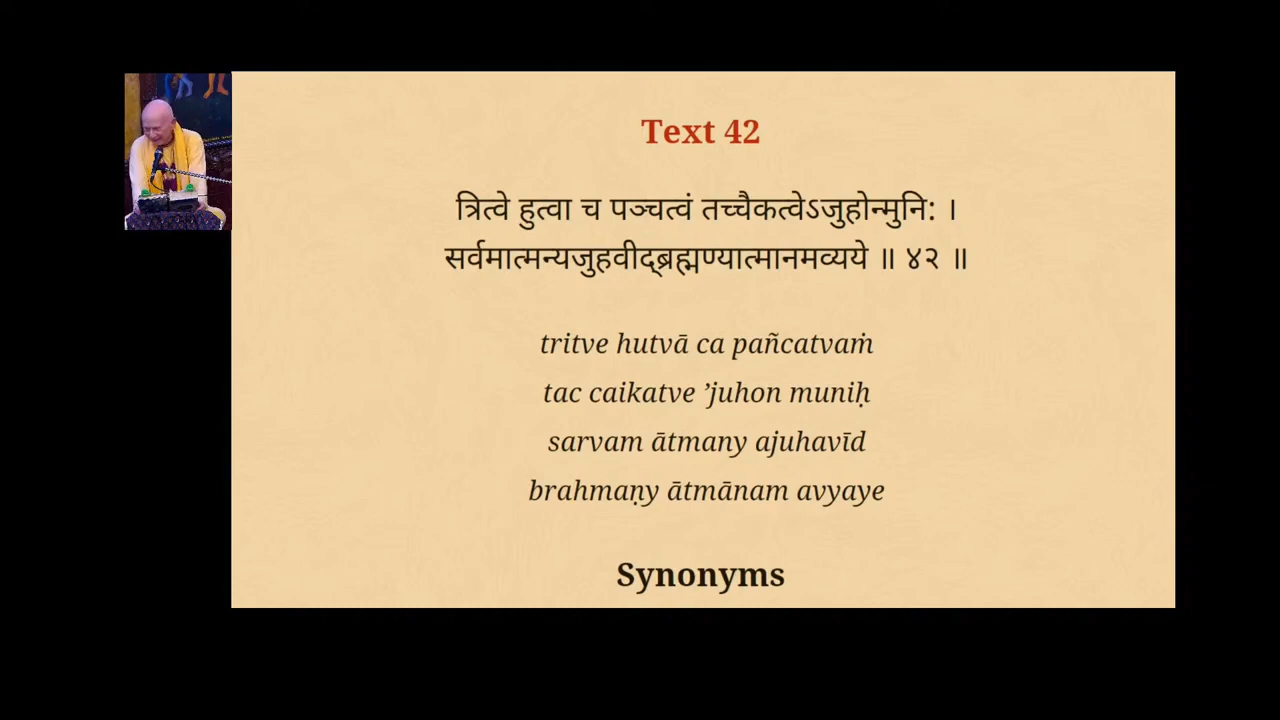 Text 42
त्रित्वे हुत्वा च पञ्चत्वं तच्चैकत्वेऽजुहोन्मुनि: ।
सर्वमात्मन्यजुहवीद्ब्रह्मण्यात्मानमव्यये ॥ ४२ ॥
tritve hutvā ca pañcatvaṁ
tac caikatve ’juhon muniḥ
sarvam ātmany ajuhavīd
brahmaṇy ātmānam avyaye
Synonyms